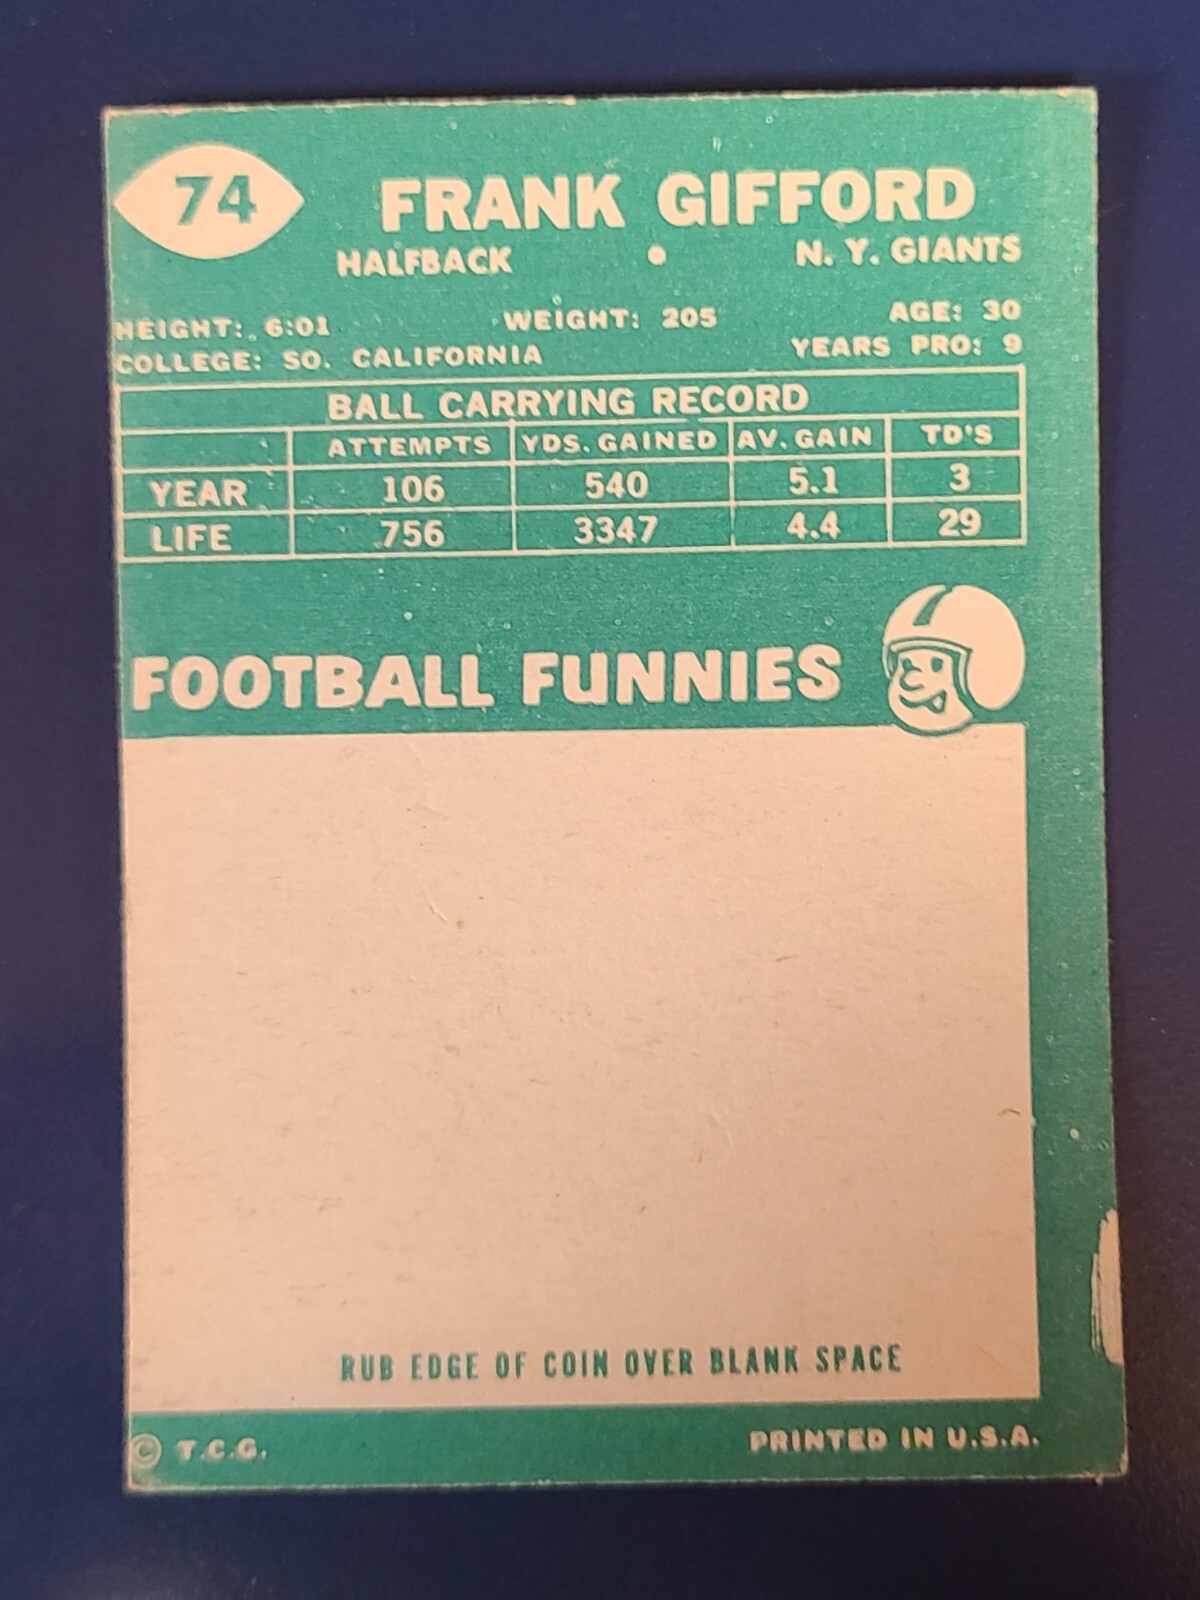 74
FRANK GIFFORD
HALFBACK • N. Y. GIANTS
HEIGHT: 6:01 WEIGHT: 205 AGE: 30
COLLEGE: SO. CALIFORNIA YEARS PRO: 9
BALL CARRYING RECORD
ATTEMPTS YDS. GAINED AV. GAIN TD'S
YEAR 106 540 5.1 3
LIFE 756 3347 4.4 29
FOOTBALL FUNNIES
RUB EDGE OF COIN OVER BLANK SPACE
© T.C.G. PRINTED IN U.S.A.